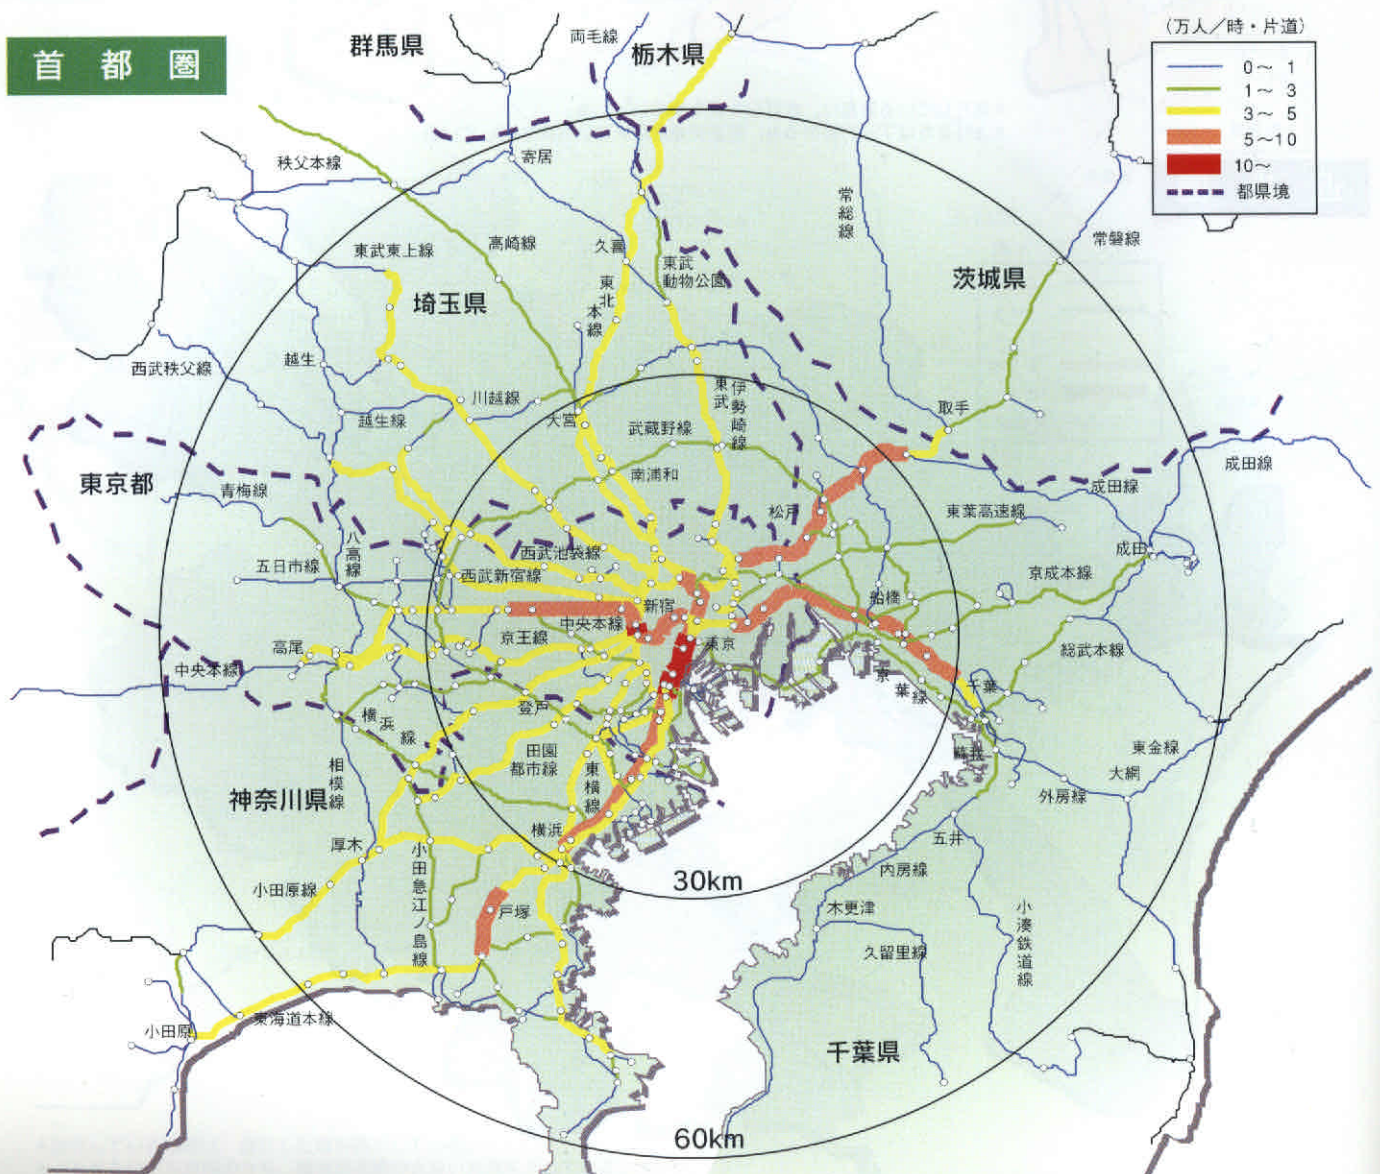 首都圏
(万人／時・片道)
0～ 1
1～ 3
3～ 5
5～10
10～
都県境
群馬県
両毛線
栃木県
秩父本線
寄居
常総線
常磐線
東武東上線
高崎線
久喜
東武
動物公園
茨城県
埼玉県
東北本線
西武秩父線
越生
川越線
越生線
大宮
武蔵野線
東武伊勢崎線
取手
南浦和
成田線
東京都
青梅線
松戸
成田線
東葉高速線
八高線
西武池袋線
成田
五日市線
西武新宿線
京成本線
新宿
船橋
中央本線
京王線
東京
高尾
総武本線
中央本線
京葉線
千葉
登戸
横浜線
蘇我
東金線
田園
都市線
東横線
相模線
大網
外房線
神奈川県
横浜
五井
厚木
小田急江ノ島線
内房線
30km
小田原線
戸塚
木更津
小湊鉄道線
久留里線
東海道本線
小田原
千葉県
60km